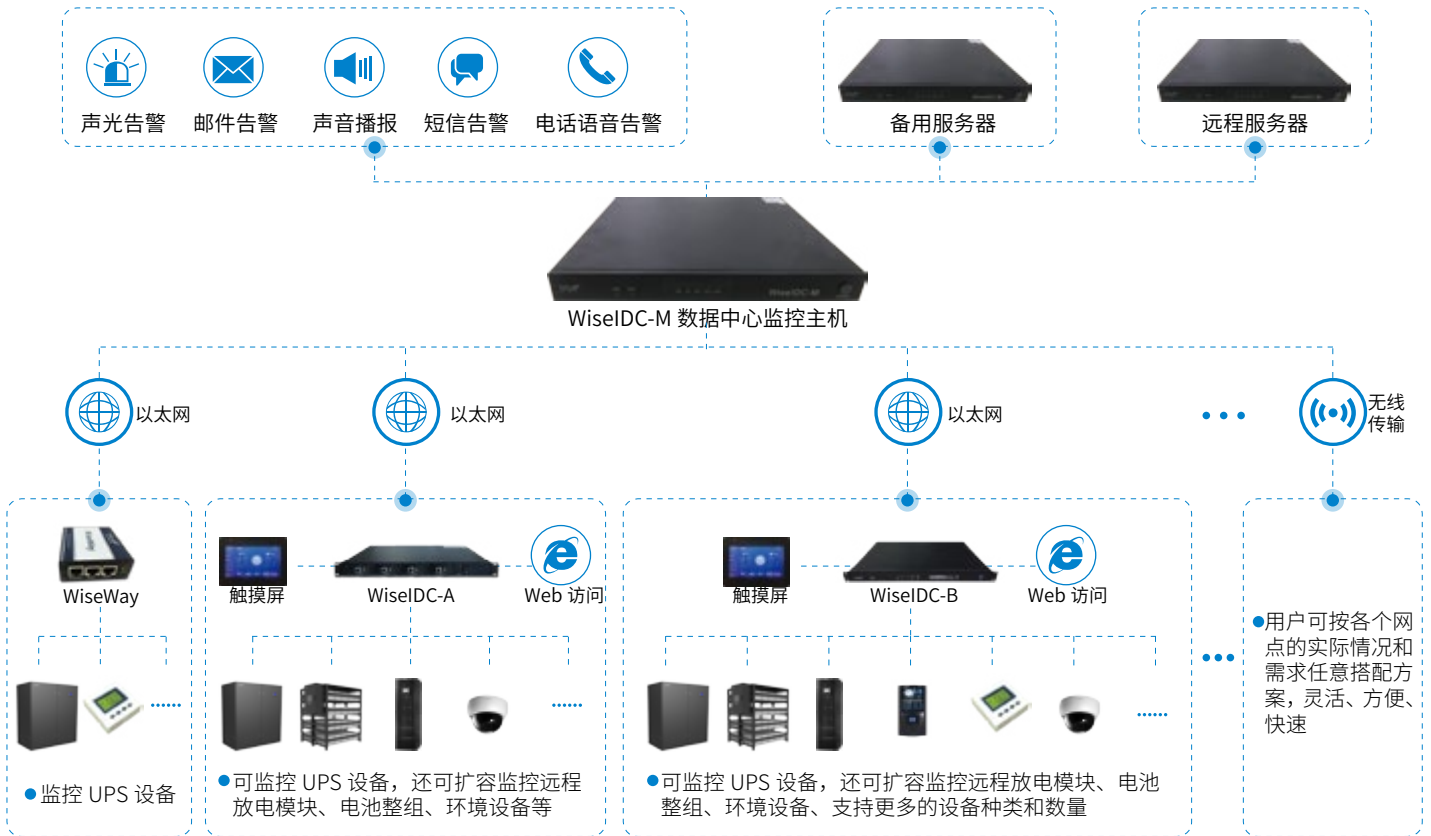 声光告警
邮件告警
声音播报
短信告警
电话语音告警
备用服务器
远程服务器
WiseIDC-M
WiseIDC-M 数据中心监控主机
以太网
以太网
以太网
无线
传输
WiseWay
触摸屏
WiseIDC-A
Web 访问
触摸屏
WiseIDC-B
Web 访问
......
......
......
●监控 UPS 设备
●可监控 UPS 设备，还可扩容监控远程
放电模块、电池整组、环境设备等
●可监控 UPS 设备，还可扩容监控远程放电模块、电池
整组、环境设备、支持更多的设备种类和数量
●用户可按各个网
点的实际情况和
需求任意搭配方
案，灵活、方便、
快速